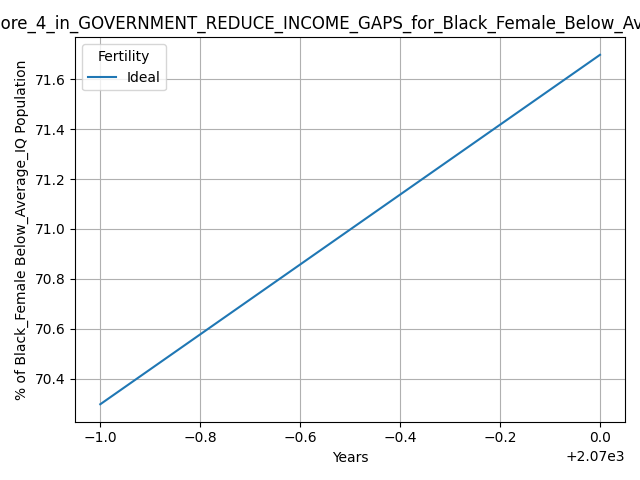 ore_4_in_GOVERNMENT_REDUCE_INCOME_GAPS_for_Black_Female_Below_Av
Fertility
Ideal
% of Black_Female Below_Average_IQ Population
71.6
71.4
71.2
71.0
70.8
70.6
70.4
−1.0 −0.8 −0.6 −0.4 −0.2 0.0
Years
+2.07e3